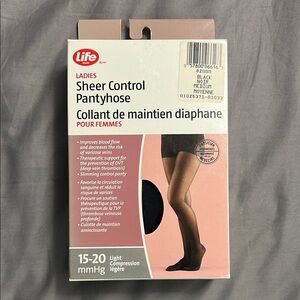 Life
LADIES
Sheer Control
Pantyhose
Collant de maintien diaphane
POUR FEMMES
BLACK
NOIR
MEDIUM
MOYENNE
• Improves blood flow
and decreases the risk
of varicose veins
• Therapeutic support for
the prevention of DVT
(deep vein thrombosis)
• Slimming control panty
• Favorise la circulation
sanguine et réduit le
risque de varices
• Procure un soutien
thérapeutique pour la
prévention de la TVP
(thrombose veineuse
profonde)
• Culotte de maintien
amincissante
15-20
mmHg
Light
Compression
légère